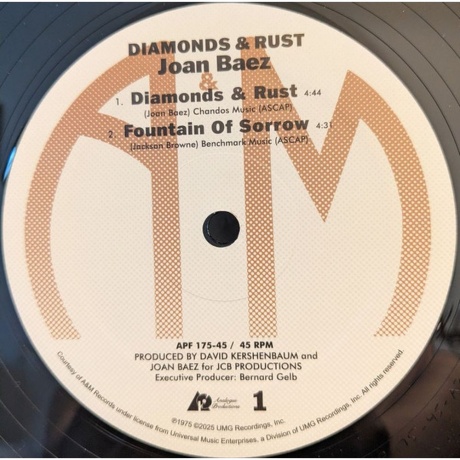 DIAMONDS & RUST
Joan Baez
&
1. Diamonds & Rust 4:44
(Joan Baez) Chandos Music (ASCAP)
2. Fountain Of Sorrow 4:31
(Jackson Browne) Benchmark Music (ASCAP)
AM
APF 175-45 / 45 RPM
PRODUCED BY DAVID KERSHENBAUM and
JOAN BAEZ for JCB PRODUCTIONS
Executive Producer: Bernard Gelb
AP Analogue Productions 1
Courtesy of A&M Records under license from Universal Music Enterprises, a Division of UMG Recordings, Inc. All rights reserved.
℗1975 ©2025 UMG Recordings, Inc.